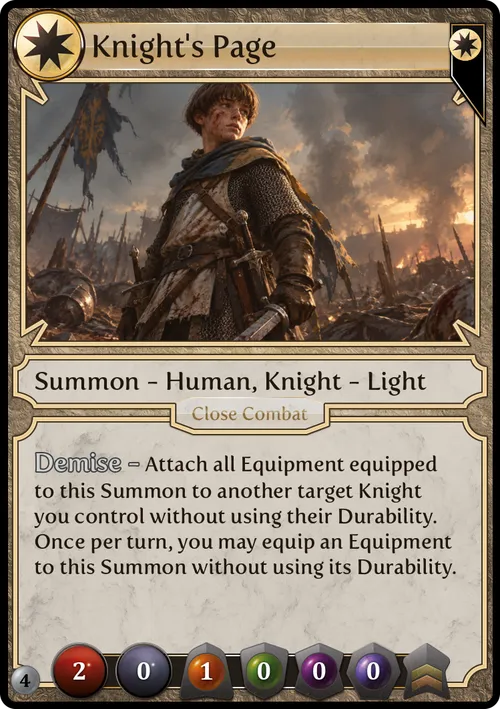 Knight's Page
Summon – Human, Knight – Light
Close Combat
Demise – Attach all Equipment equipped
to this Summon to another target Knight
you control without using their Durability.
Once per turn, you may equip an Equipment
to this Summon without using its Durability.
4 2* 0* 1 0 0 0